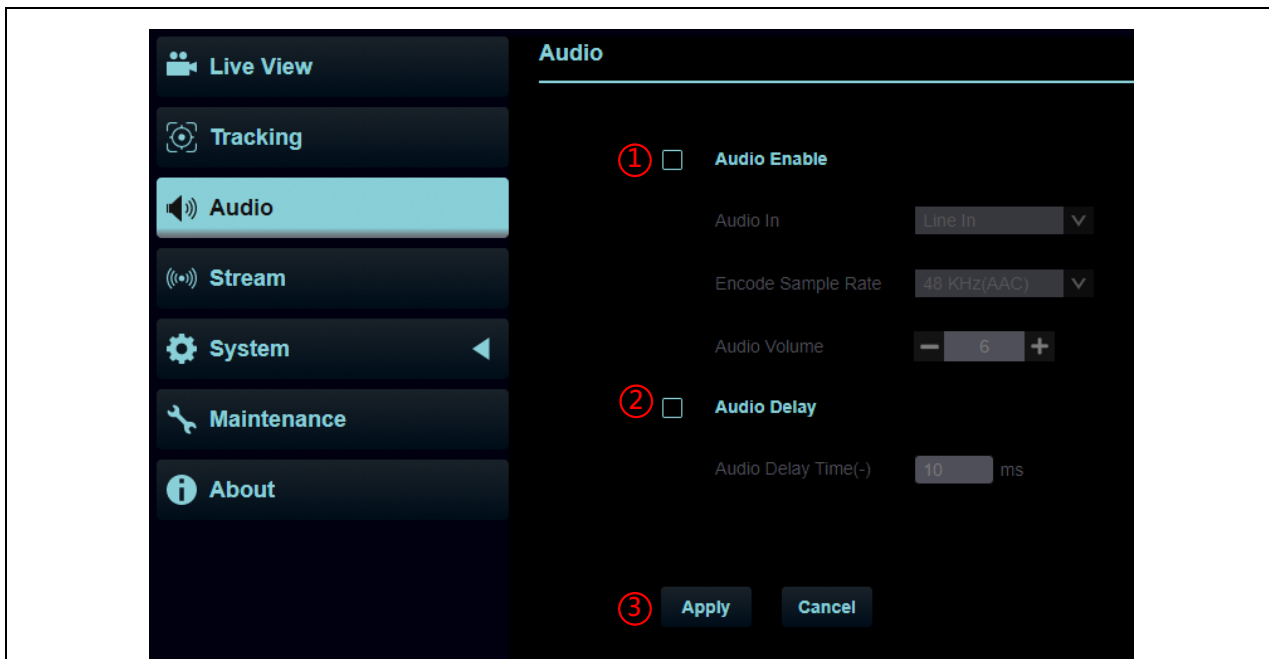 Live View
Tracking
Audio
Stream
System
Maintenance
About
Audio
1 Audio Enable
Audio In Line In
Encode Sample Rate 48 KHz(AAC)
Audio Volume 6
2 Audio Delay
Audio Delay Time(-) 10 ms
3 Apply Cancel